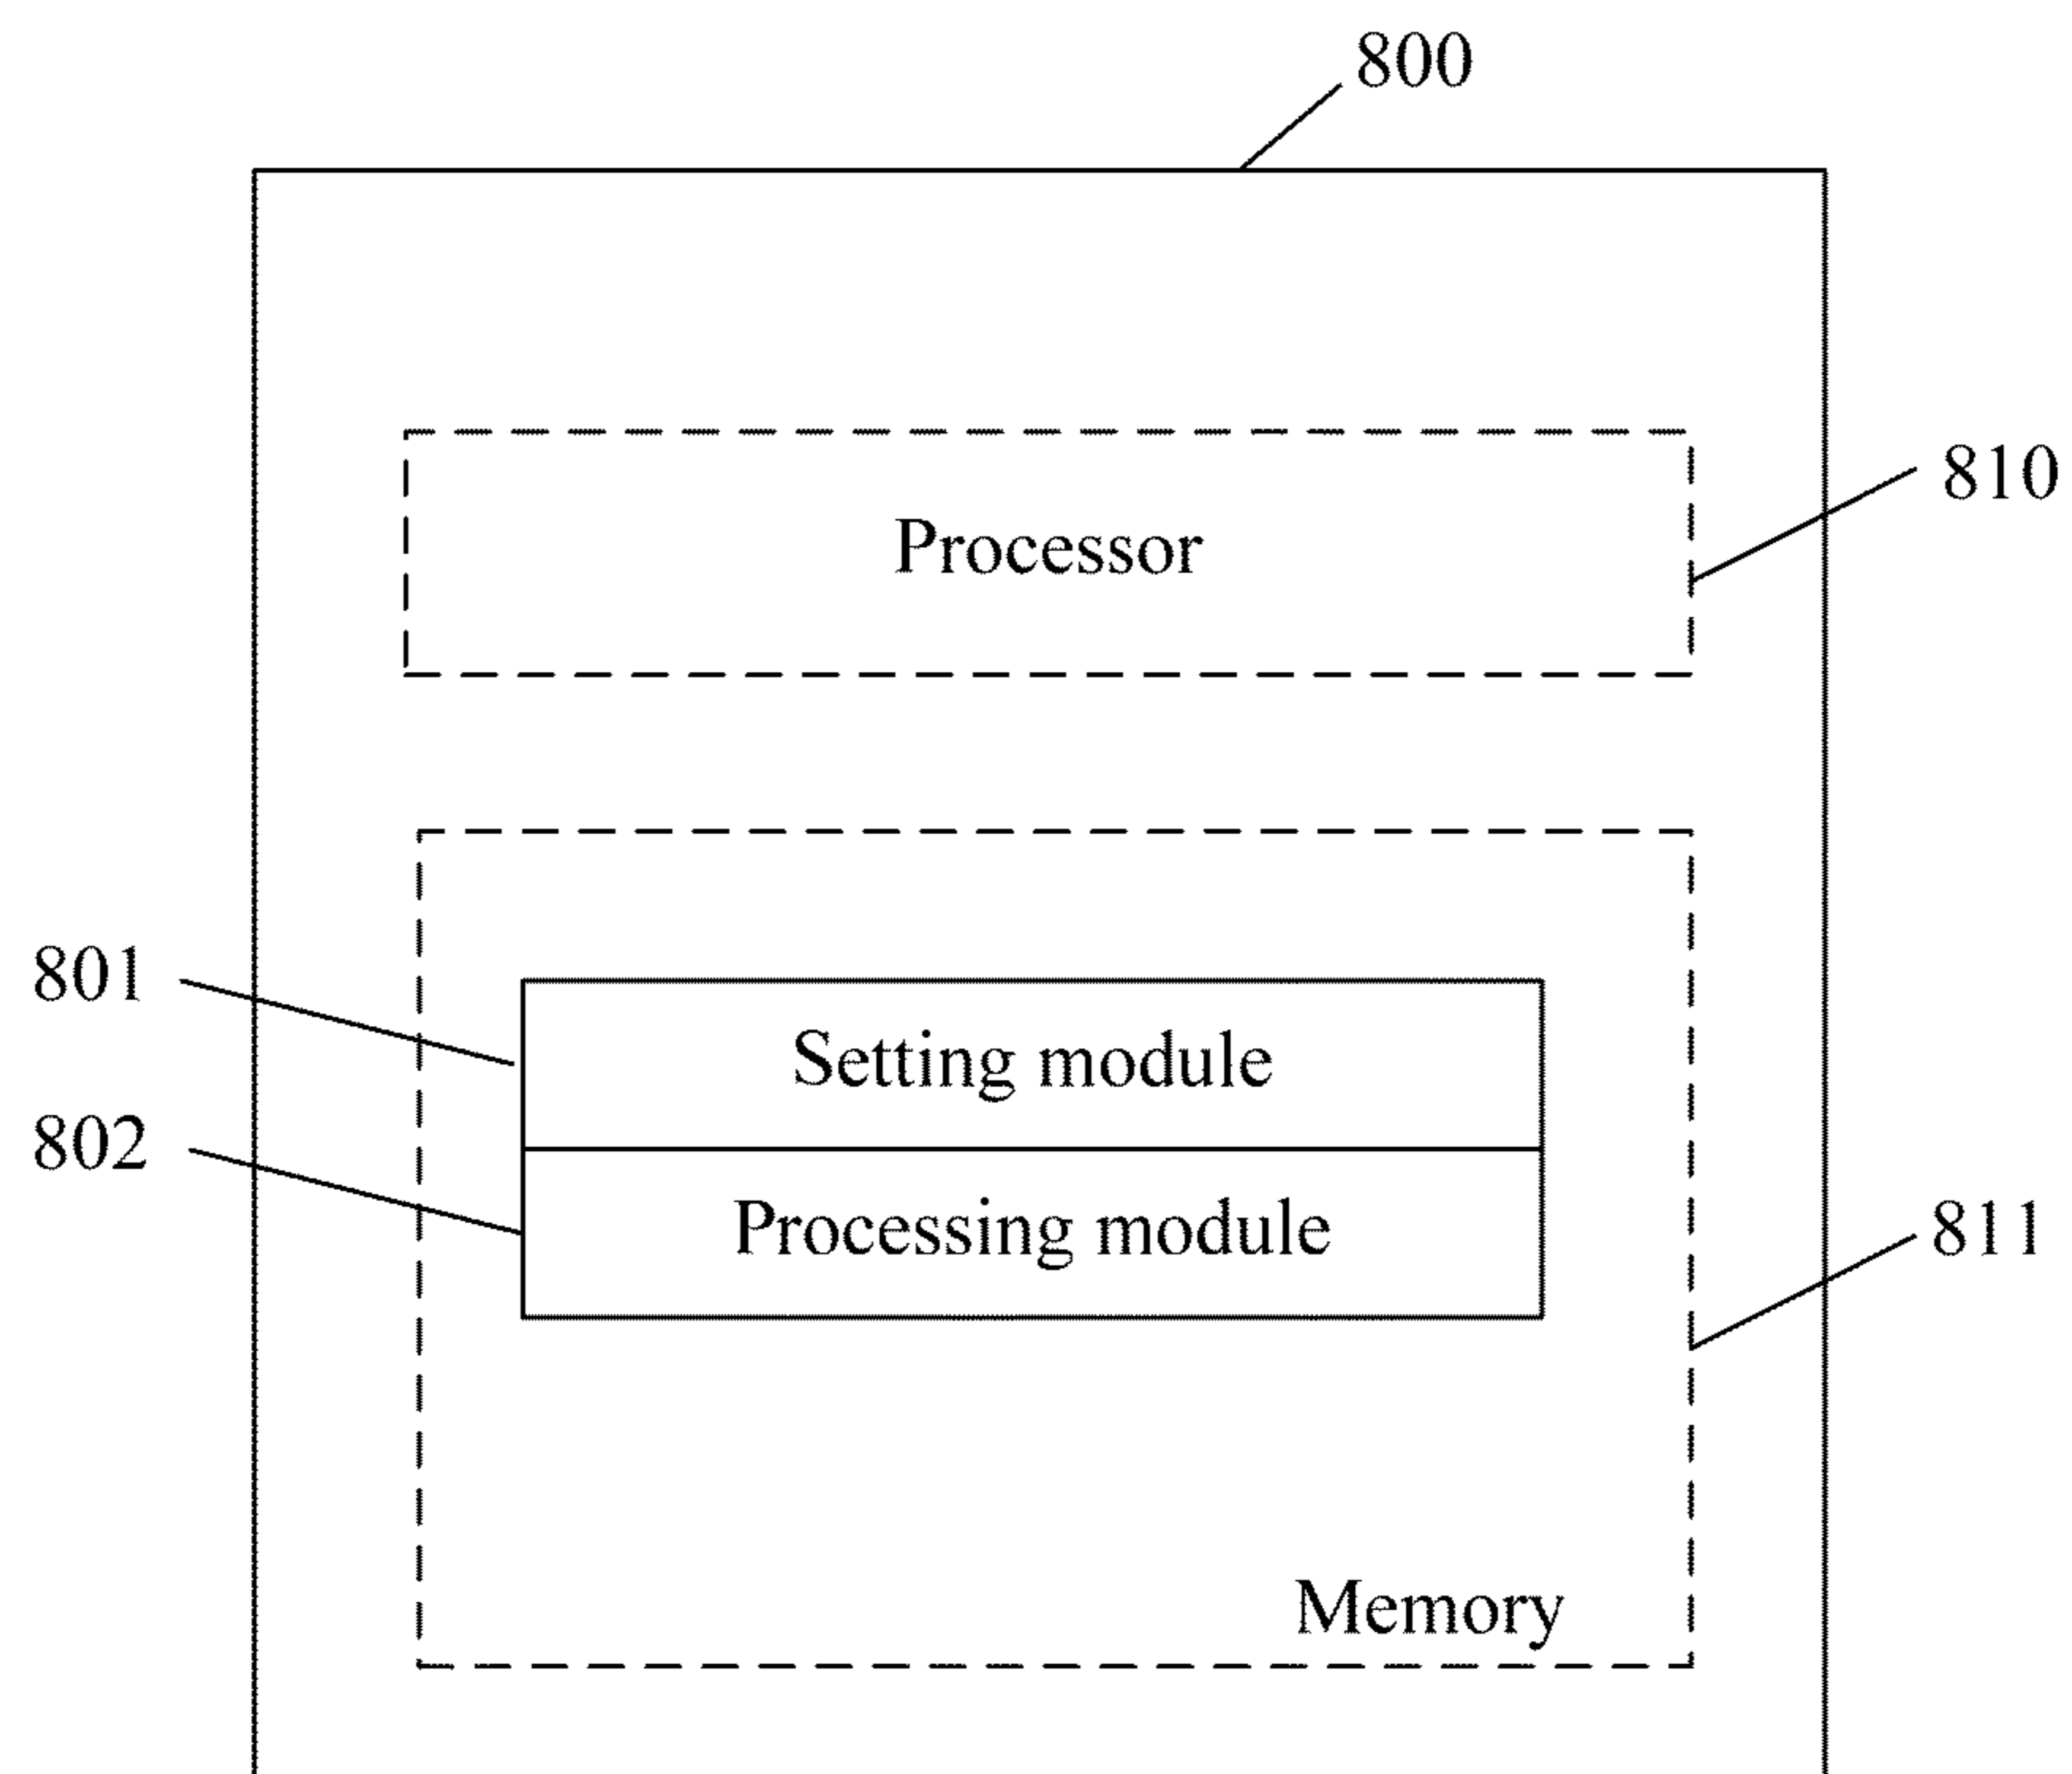 800
810
Processor
801
Setting module
802
Processing module
811
Memory